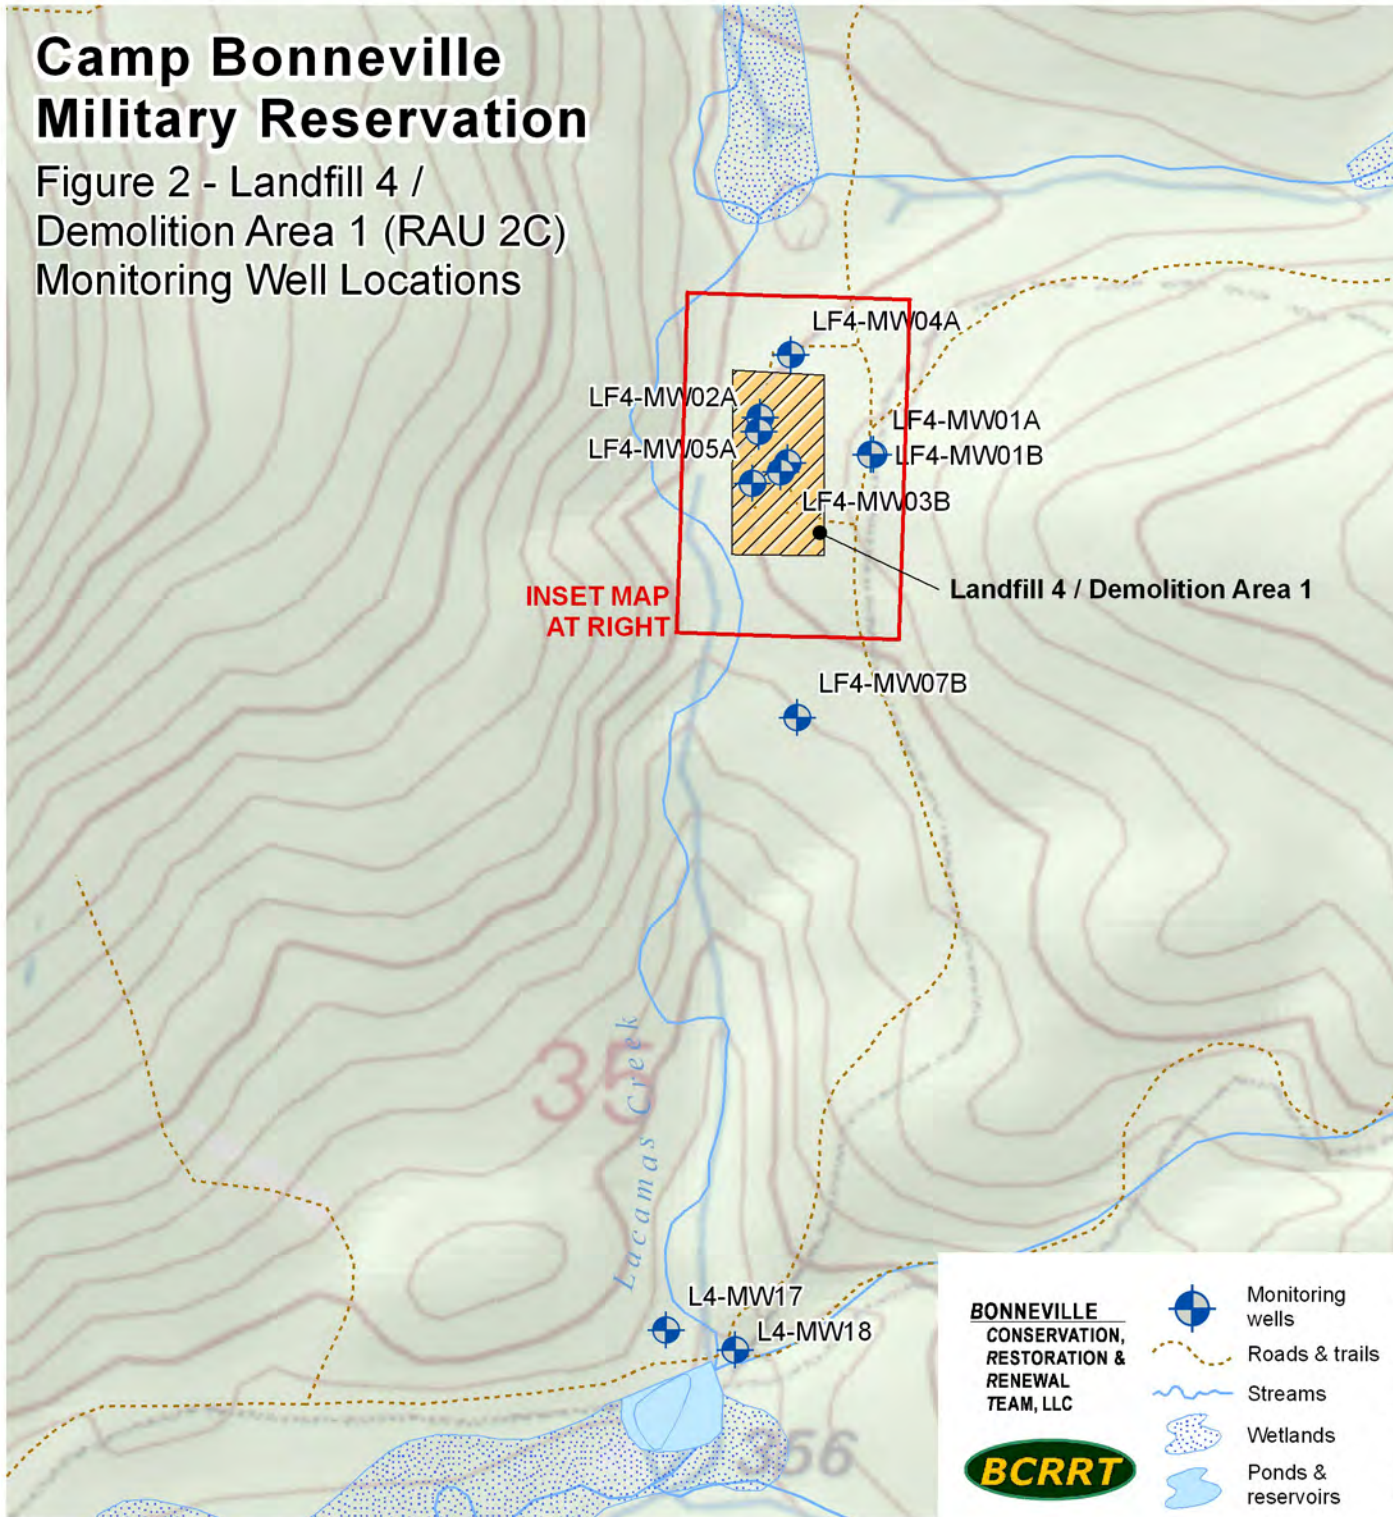 Camp Bonneville
Military Reservation
Figure 2 - Landfill 4 /
Demolition Area 1 (RAU 2C)
Monitoring Well Locations
LF4-MW04A
LF4-MW02A
LF4-MW01A
LF4-MW05A
LF4-MW01B
LF4-MW03B
Landfill 4 / Demolition Area 1
INSET MAP
AT RIGHT
LF4-MW07B
35
Lacamas Creek
L4-MW17
L4-MW18
356
BONNEVILLE
CONSERVATION,
RESTORATION &
RENEWAL
TEAM, LLC
BCRRT
Monitoring
wells
Roads & trails
Streams
Wetlands
Ponds &
reservoirs